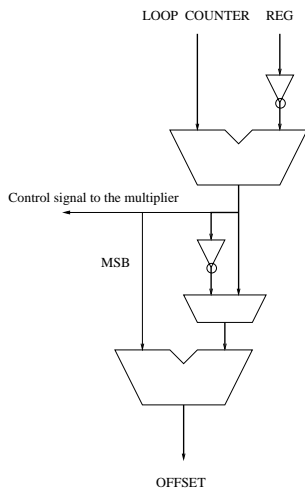 LOOP COUNTER REG
Control signal to the multiplier
MSB
OFFSET